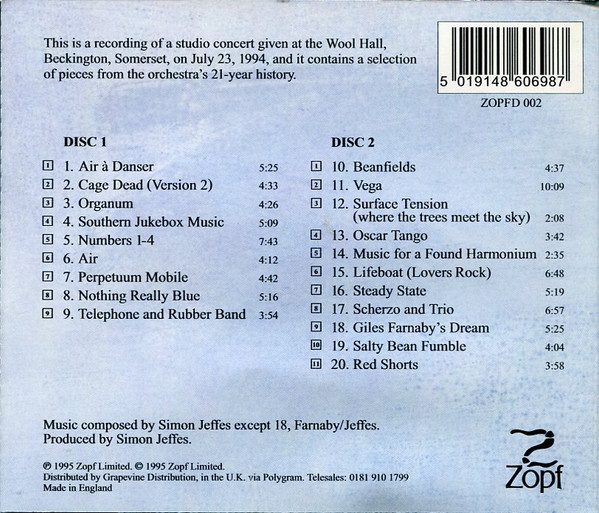 This is a recording of a studio concert given at the Wool Hall,
Beckington, Somerset, on July 23, 1994, and it contains a selection
of pieces from the orchestra's 21-year history.
5 019148 606987
ZOPFD 002
DISC 1
1 1. Air à Danser 5:25
2 2. Cage Dead (Version 2) 4:33
3 3. Organum 4:26
4 4. Southern Jukebox Music 5:09
5 5. Numbers 1-4 7:43
6 6. Air 4:12
7 7. Perpetuum Mobile 4:42
8 8. Nothing Really Blue 5:16
9 9. Telephone and Rubber Band 3:54
DISC 2
1 10. Beanfields 4:37
2 11. Vega 10:09
3 12. Surface Tension
(where the trees meet the sky) 2:08
4 13. Oscar Tango 3:42
5 14. Music for a Found Harmonium 2:35
6 15. Lifeboat (Lovers Rock) 6:48
7 16. Steady State 5:19
8 17. Scherzo and Trio 6:57
9 18. Giles Farnaby's Dream 5:25
10 19. Salty Bean Fumble 4:04
11 20. Red Shorts 3:58
Music composed by Simon Jeffes except 18, Farnaby/Jeffes.
Produced by Simon Jeffes.
℗ 1995 Zopf Limited. © 1995 Zopf Limited.
Distributed by Grapevine Distribution, in the U.K. via Polygram. Telesales: 0181 910 1799
Made in England
Zopf